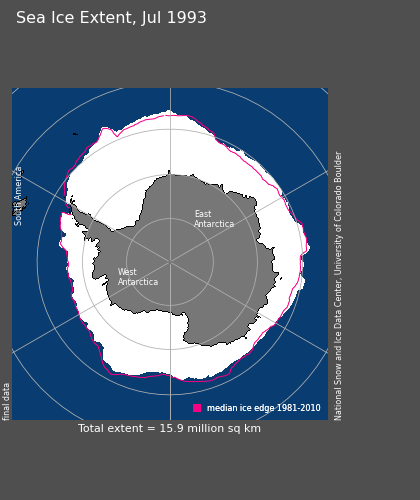 Sea Ice Extent, Jul 1993
South America
East
Antarctica
West
Antarctica
National Snow and Ice Data Center, University of Colorado Boulder
final data
median ice edge 1981-2010
Total extent = 15.9 million sq km